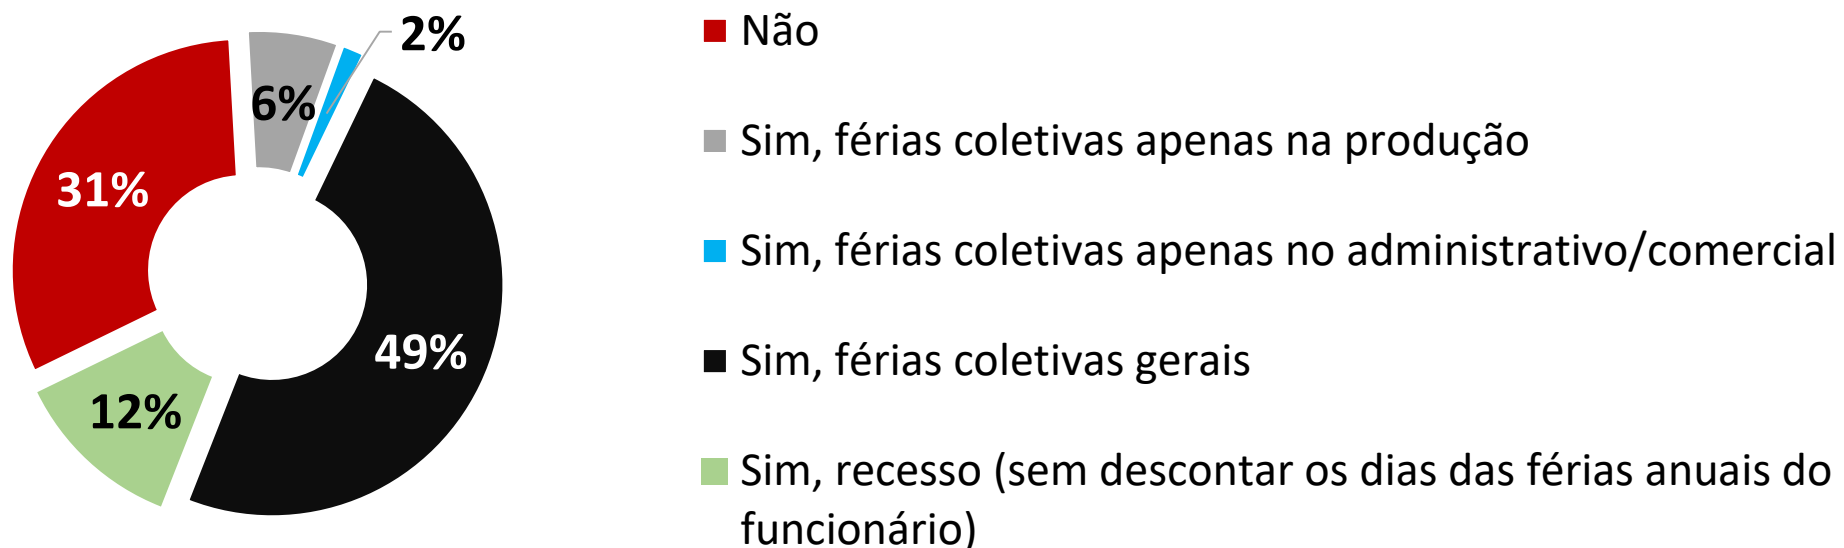 2%
6%
31%
49%
12%
Não
Sim, férias coletivas apenas na produção
Sim, férias coletivas apenas no administrativo/comercial
Sim, férias coletivas gerais
Sim, recesso (sem descontar os dias das férias anuais do
funcionário)